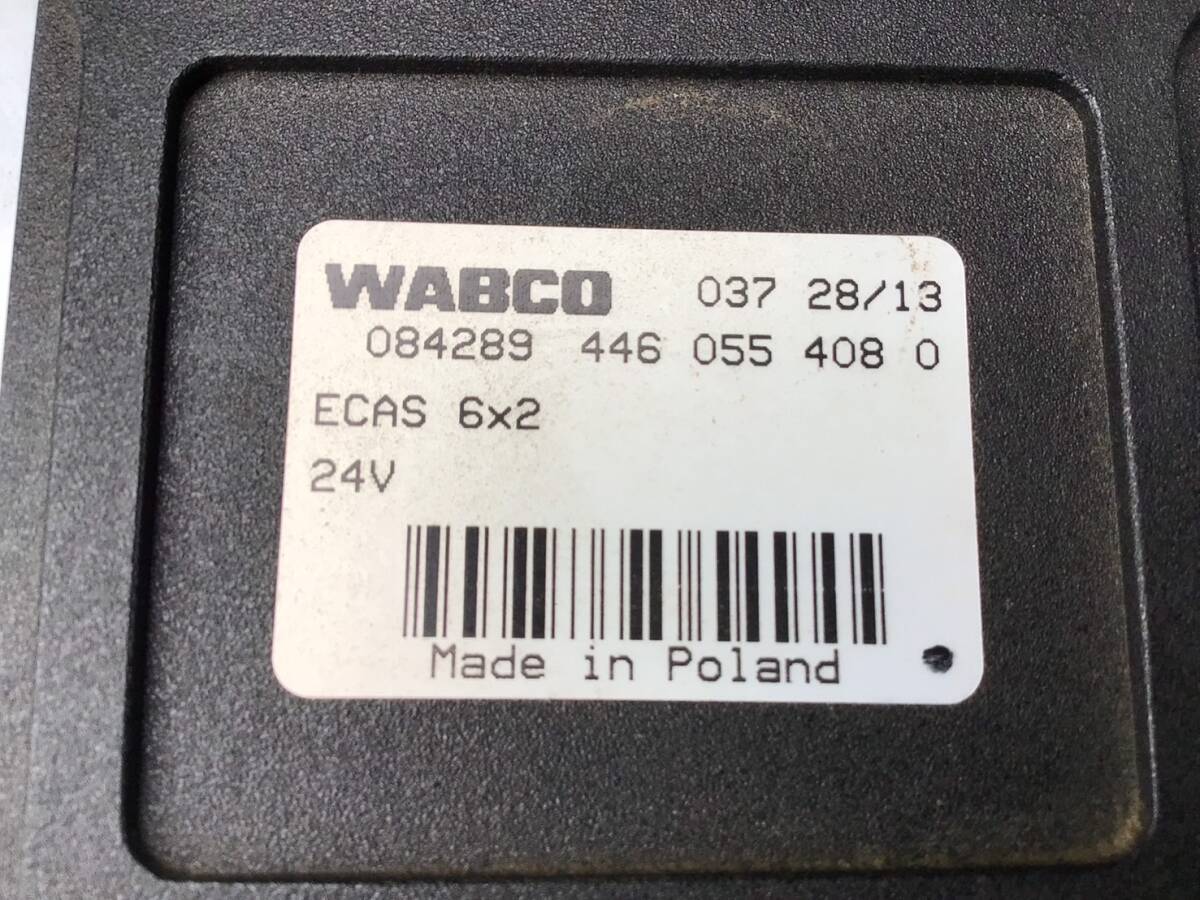 WABCO 037 28/13
084289 446 055 408 0
ECAS 6x2
24V
Made in Poland